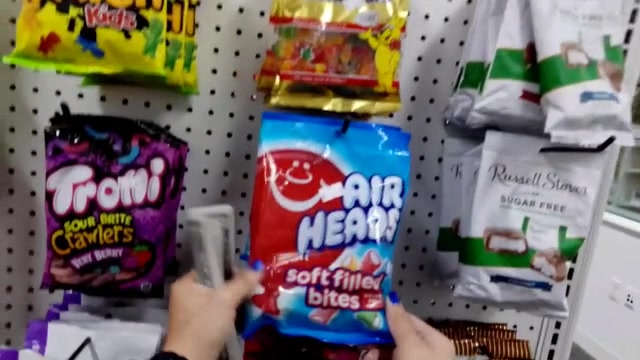 Kids
Trolli
SOUR BRITE
Crawlers
VERY BERRY
AIR
HEADS
soft filled
bites
Russell Stover
SUGAR FREE